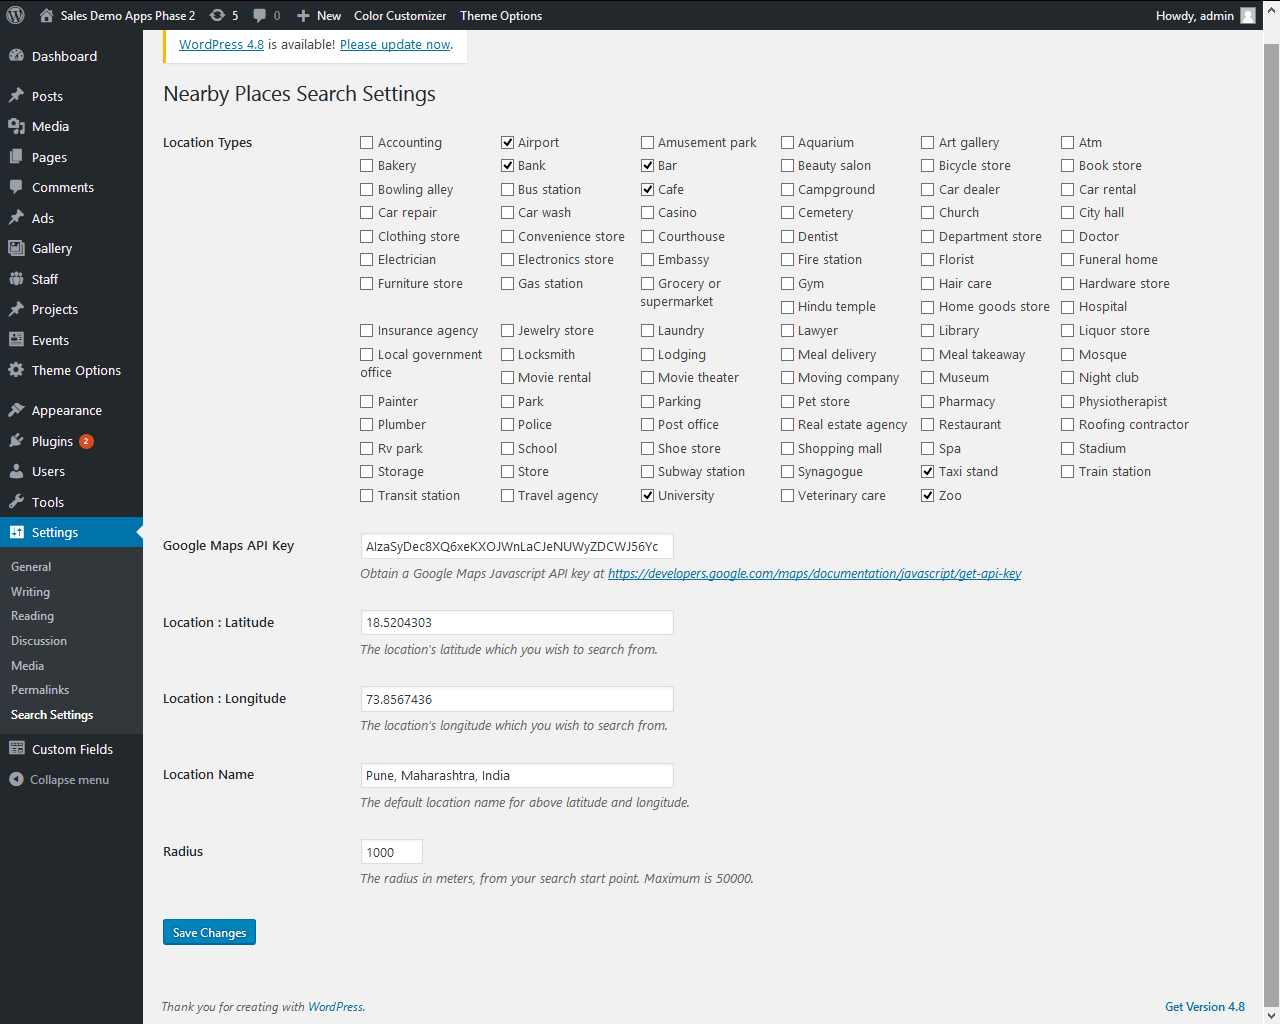 Sales Demo Apps Phase 2 5 0 New Color Customizer Theme Options Howdy, admin
Dashboard
Posts
Media
Pages
Comments
Ads
Gallery
Staff
Projects
Events
Theme Options
Appearance
Plugins 2
Users
Tools
Settings
General
Writing
Reading
Discussion
Media
Permalinks
Search Settings
Custom Fields
Collapse menu
WordPress 4.8 is available! Please update now.
Nearby Places Search Settings
Location Types
Accounting Airport Amusement park Aquarium Art gallery Atm
Bakery Bank Bar Beauty salon Bicycle store Book store
Bowling alley Bus station Cafe Campground Car dealer Car rental
Car repair Car wash Casino Cemetery Church City hall
Clothing store Convenience store Courthouse Dentist Department store Doctor
Electrician Electronics store Embassy Fire station Florist Funeral home
Furniture store Gas station Grocery or supermarket Gym Hair care Hardware store
Hindu temple Home goods store Hospital
Insurance agency Jewelry store Laundry Lawyer Library Liquor store
Local government office Locksmith Lodging Meal delivery Meal takeaway Mosque
Movie rental Movie theater Moving company Museum Night club
Painter Park Parking Pet store Pharmacy Physiotherapist
Plumber Police Post office Real estate agency Restaurant Roofing contractor
Rv park School Shoe store Shopping mall Spa Stadium
Storage Store Subway station Synagogue Taxi stand Train station
Transit station Travel agency University Veterinary care Zoo
Google Maps API Key
AIzaSyDec8XQ6xeKXOJWnLaCJeNUWyZDCWJ56Yc
Obtain a Google Maps Javascript API key at https://developers.google.com/maps/documentation/javascript/get-api-key
Location : Latitude
18.5204303
The location's latitude which you wish to search from.
Location : Longitude
73.8567436
The location's longitude which you wish to search from.
Location Name
Pune, Maharashtra, India
The default location name for above latitude and longitude.
Radius
1000
The radius in meters, from your search start point. Maximum is 50000.
Save Changes
Thank you for creating with WordPress. Get Version 4.8